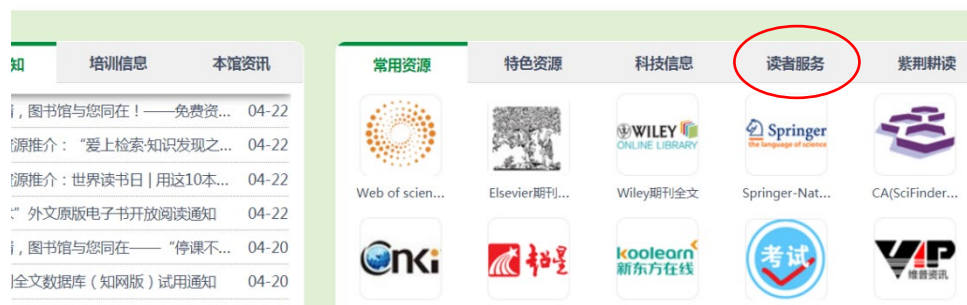 知 培训信息 本馆资讯
,图书馆与您同在!——免费资... 04-22
源推介:“爱上检索·知识发现之... 04-22
源推介:世界读书日 | 用这10本... 04-22
”外文原版电子书开放阅读通知 04-22
,图书馆与您同在——“停课不... 04-20
全文数据库(知网版)试用通知 04-20
常用资源 特色资源 科技信息 读者服务 紫荆耕读
WILEY
ONLINE LIBRARY
Springer
the language of science
Web of scien... Elsevier期刊... Wiley期刊全文 Springer-Nat... CA(SciFinder...
cnki
超星
koolearn
新东方在线
考试
VIP
维普资讯